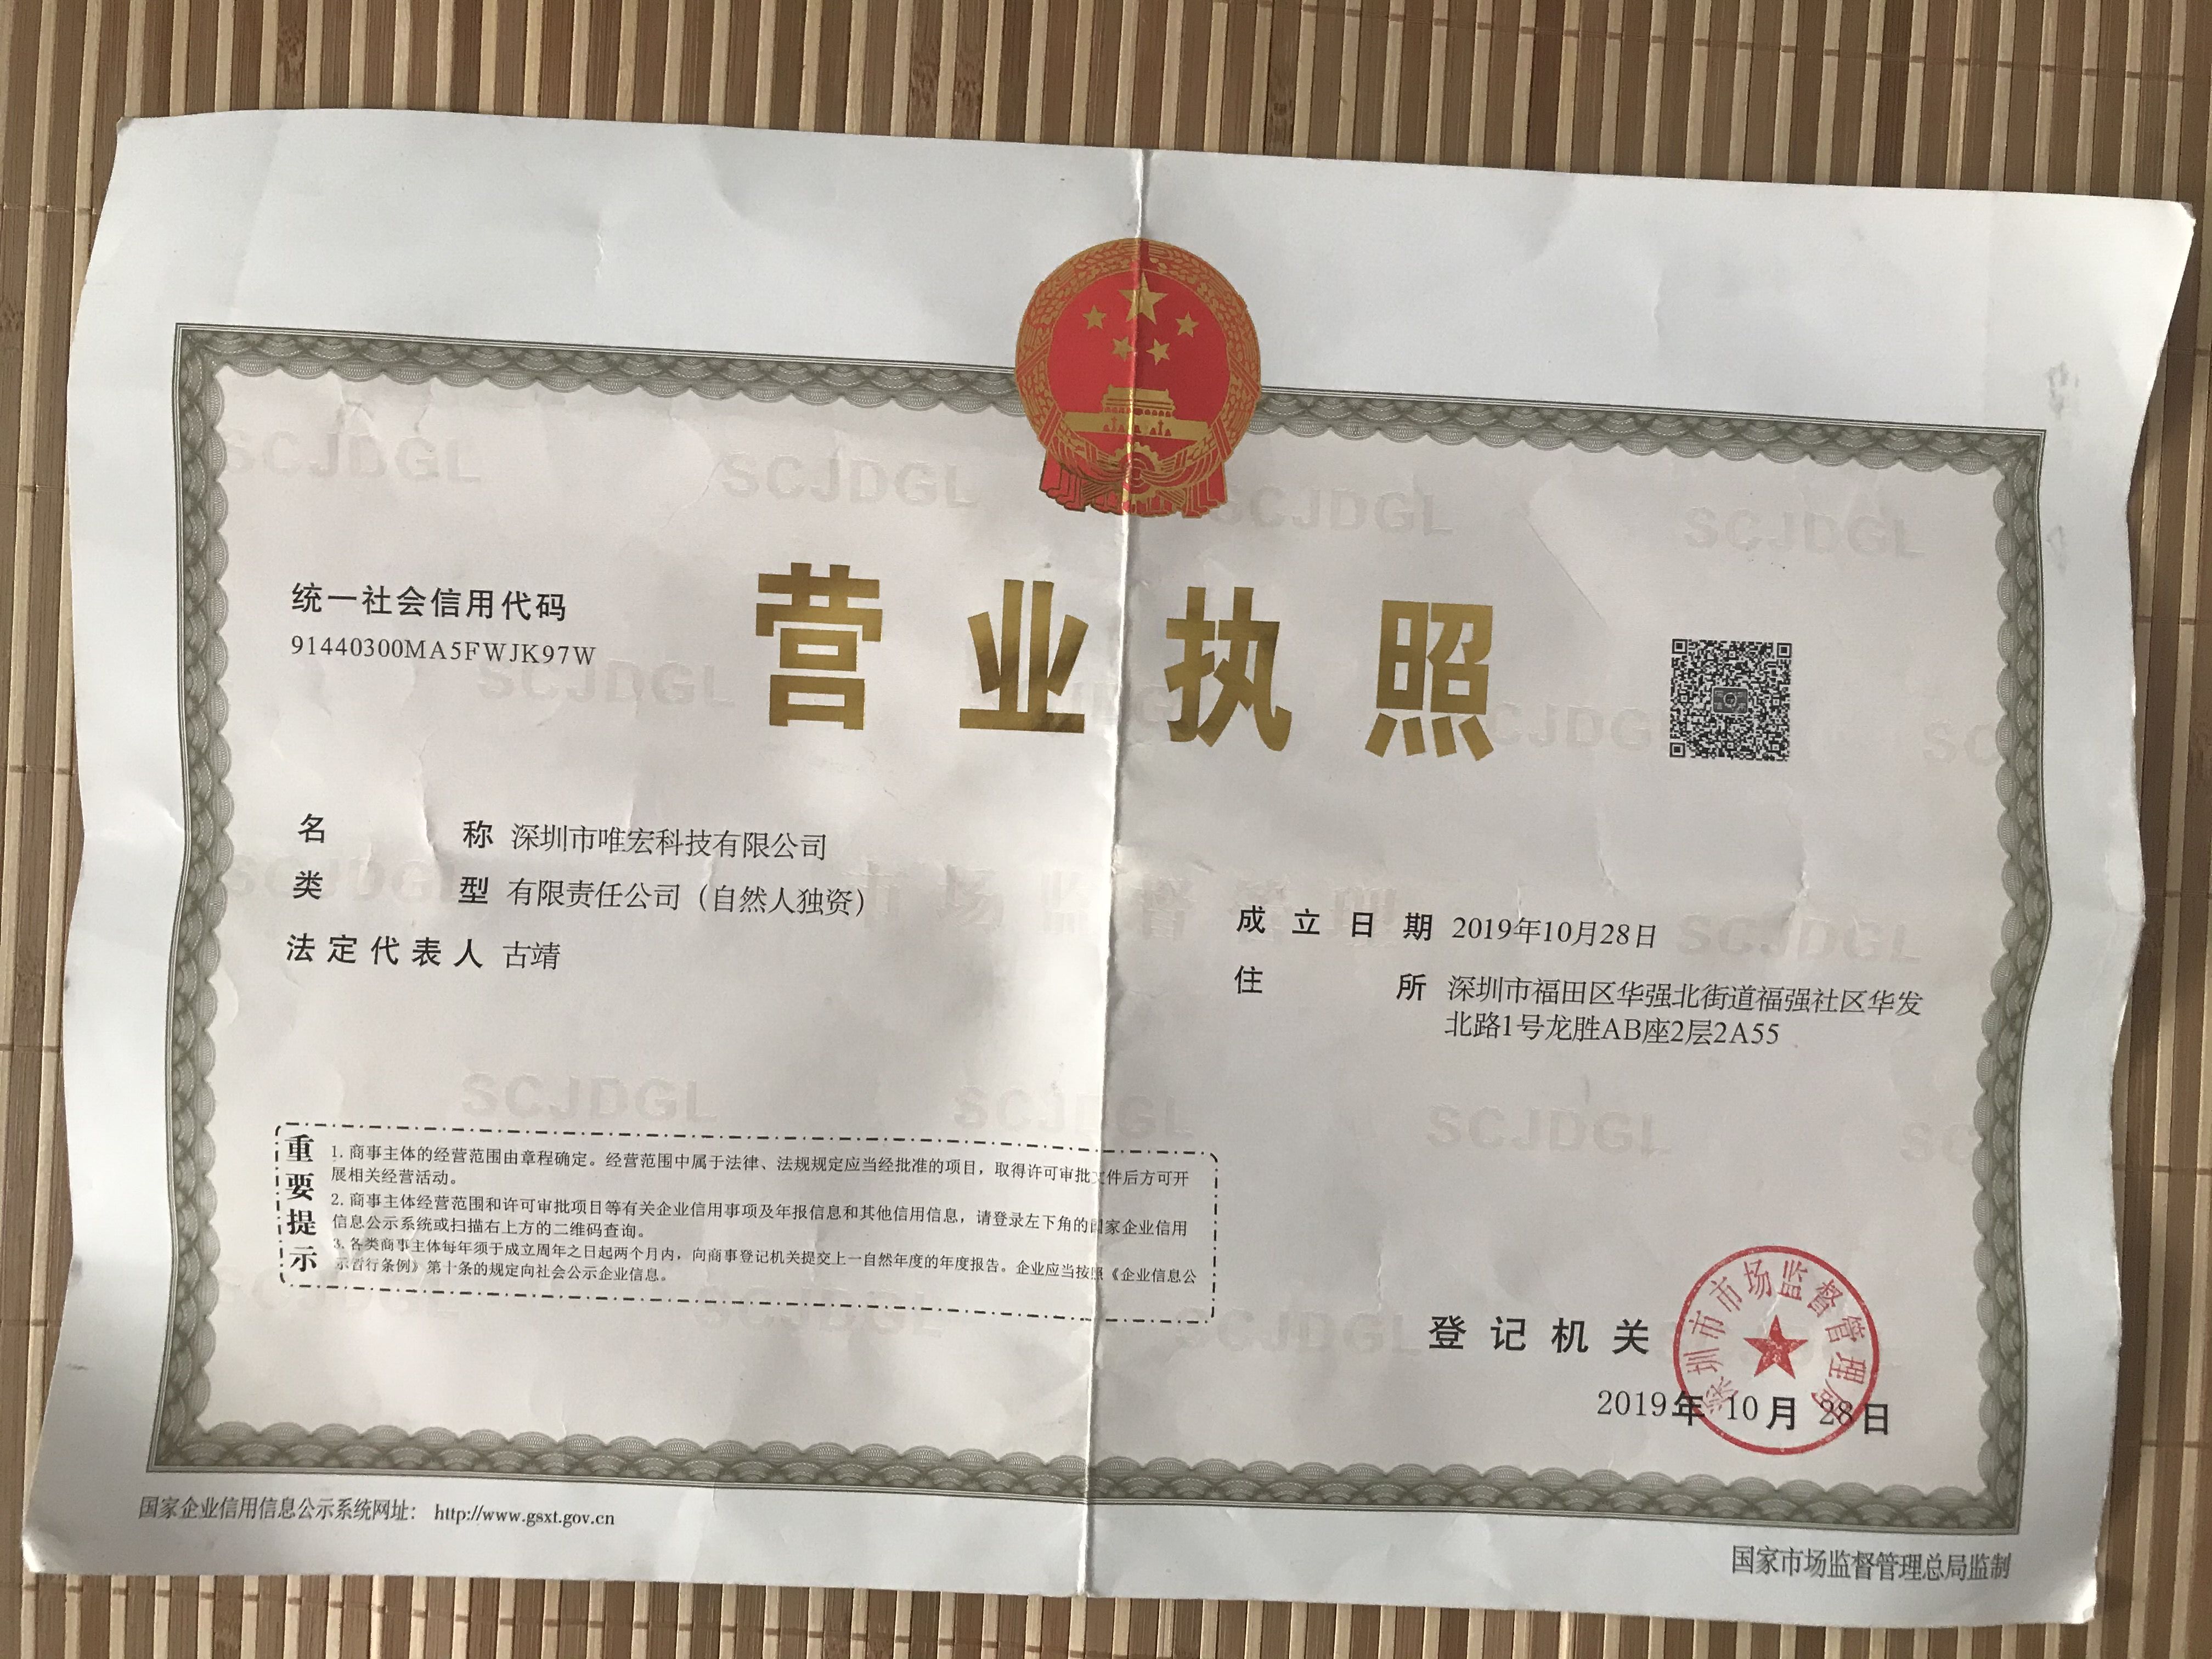 统一社会信用代码
91440300MA5FWJK97W
营业执照
名称 深圳市唯宏科技有限公司
类型 有限责任公司（自然人独资）
法定代表人 古靖
成立日期 2019年10月28日
住所 深圳市福田区华强北街道福强社区华发
北路1号龙胜AB座2层2A55
重要提示
1. 商事主体的经营范围由章程确定。经营范围中属于法律、法规规定应当经批准的项目，取得许可审批文件后方可开
展相关经营活动。
2. 商事主体经营范围和许可审批项目等有关企业信用事项及年报信息和其他信用信息，请登录左下角的国家企业信用
信息公示系统或扫描右上方的二维码查询。
3. 各类商事主体每年须于成立周年之日起两个月内，向商事登记机关提交上一自然年度的年度报告。企业应当按照《企业信息公
示暂行条例》第十条的规定向社会公示企业信息。
登记机关
深圳市市场监督管理局
2019年10月28日
国家企业信用信息公示系统网址： http://www.gsxt.gov.cn
国家市场监督管理总局监制
SCJDGL
SCJDGL
SCJDGL
SCJDGL
SCJDGL
市场监督管理
SCJDGL
SCJDGL
SCJDGL
SCJDGL
SCJDGL